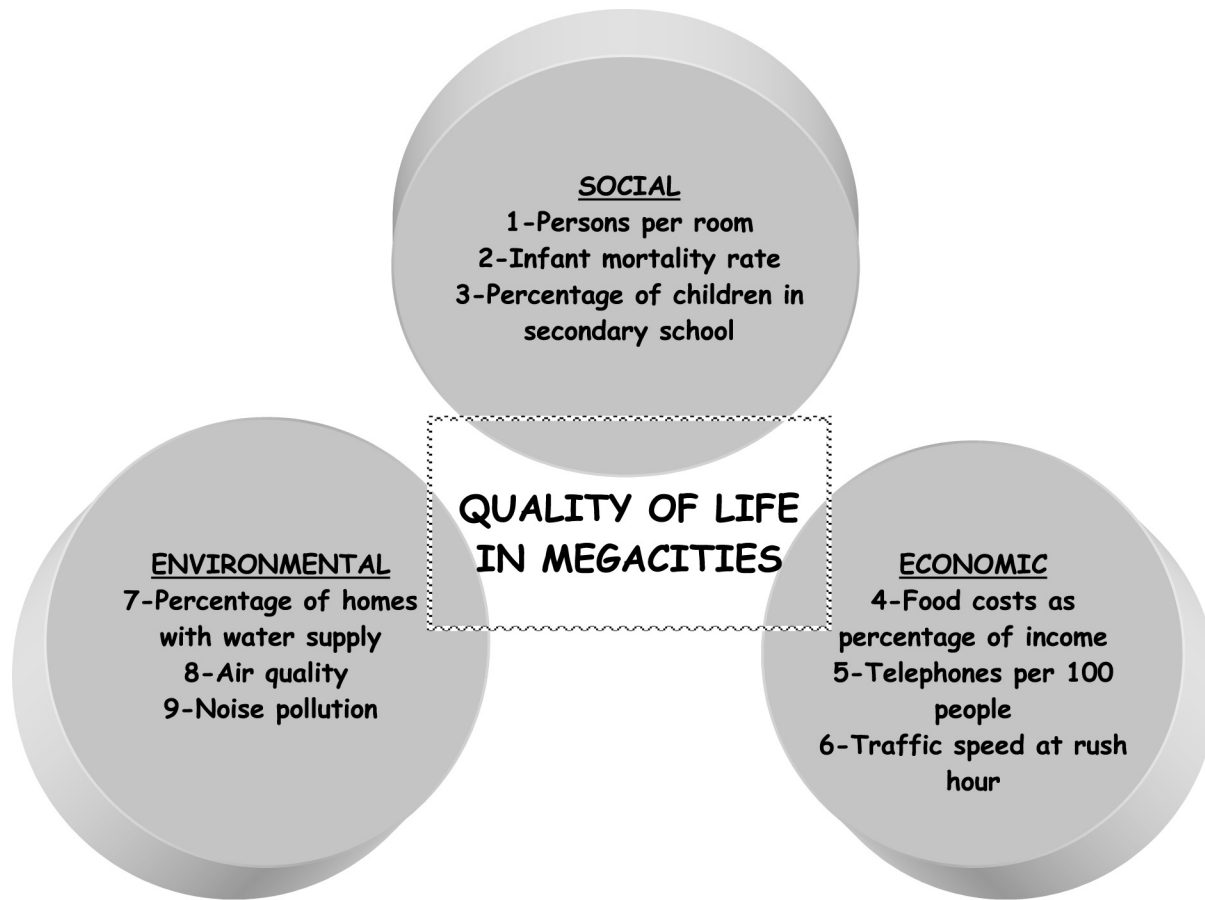 SOCIAL
1-Persons per room
2-Infant mortality rate
3-Percentage of children in
secondary school
QUALITY OF LIFE
IN MEGACITIES
ENVIRONMENTAL
7-Percentage of homes
with water supply
8-Air quality
9-Noise pollution
ECONOMIC
4-Food costs as
percentage of income
5-Telephones per 100
people
6-Traffic speed at rush
hour